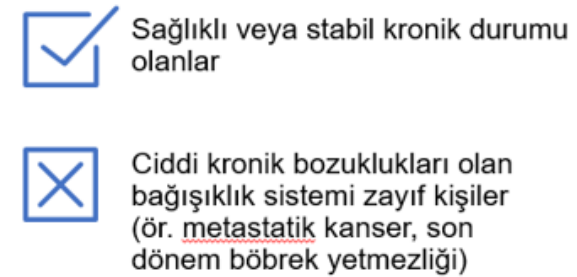 Sağlıklı veya stabil kronik durumu
olanlar
Ciddi kronik bozuklukları olan
bağışıklık sistemi zayıf kişiler
(ör. metastatik kanser, son
dönem böbrek yetmezliği)